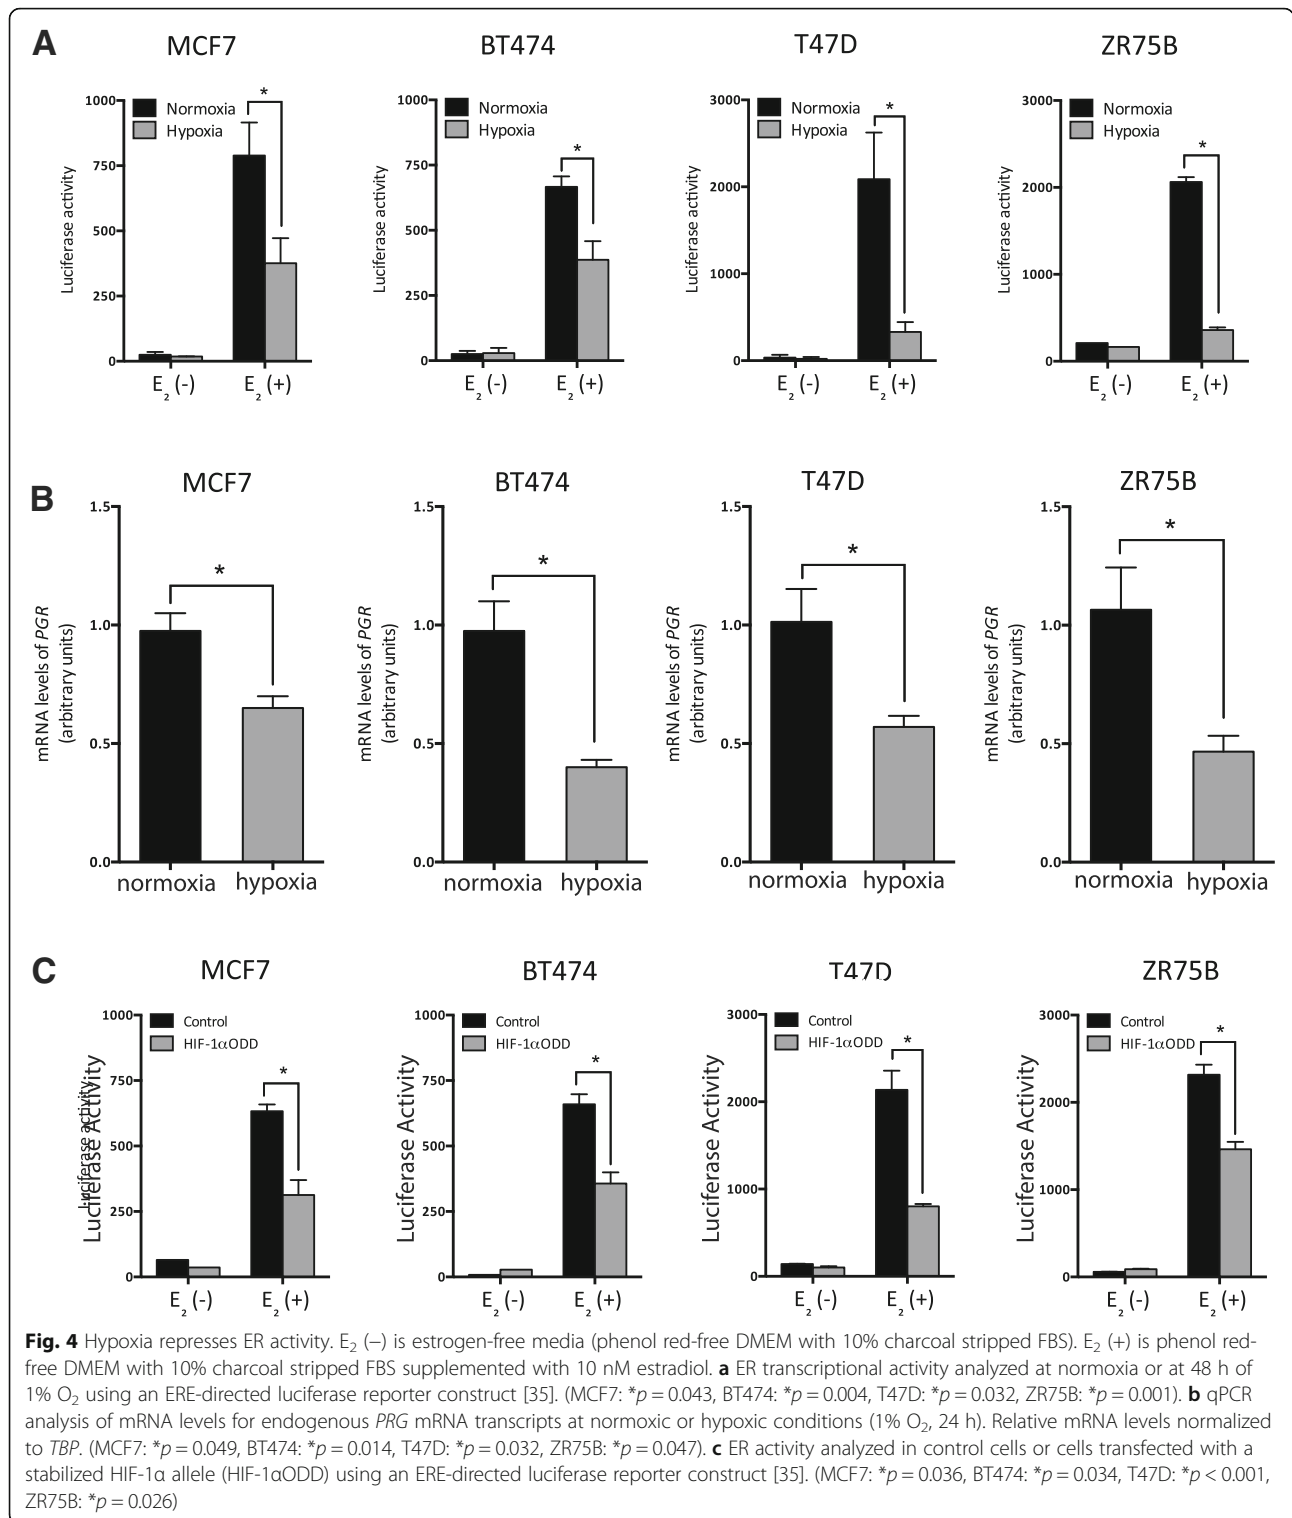 A
MCF7 BT474 T47D ZR75B
1000 Normoxia * 1000 Normoxia 3000 Normoxia * 3000 Normoxia
Hypoxia Hypoxia * Hypoxia Hypoxia *
750 750 2000 2000
500 500 1000 1000
250 250
0 0 0 0
Luciferase activity Luciferase activity Luciferase activity Luciferase activity
E₂ (-) E₂ (+) E₂ (-) E₂ (+) E₂ (-) E₂ (+) E₂ (-) E₂ (+)
B
MCF7 BT474 T47D ZR75B
1.5 1.5 1.5 1.5
* * * *
1.0 1.0 1.0 1.0
0.5 0.5 0.5 0.5
0.0 0.0 0.0 0.0
mRNA levels of PGR mRNA levels of PGR mRNA levels of PGR mRNA levels of PGR
(arbitrary units) (arbitrary units) (arbitrary units) (arbitrary units)
normoxia hypoxia normoxia hypoxia normoxia hypoxia normoxia hypoxia
C
MCF7 BT474 T47D ZR75B
1000 Control 1000 Control 3000 Control 3000 Control
HIF-1αODD HIF-1αODD HIF-1αODD HIF-1αODD
* * * *
750 750 2000 2000
500 500 1000 1000
250 250
0 0 0 0
Luciferase activity
Luciferase Activity Luciferase Activity Luciferase Activity Luciferase Activity
E₂ (-) E₂ (+) E₂ (-) E₂ (+) E₂ (-) E₂ (+) E₂ (-) E₂ (+)
Fig. 4 Hypoxia represses ER activity. E₂ (−) is estrogen-free media (phenol red-free DMEM with 10% charcoal stripped FBS). E₂ (+) is phenol red-
free DMEM with 10% charcoal stripped FBS supplemented with 10 nM estradiol. a ER transcriptional activity analyzed at normoxia or at 48 h of
1% O₂ using an ERE-directed luciferase reporter construct [35]. (MCF7: *p = 0.043, BT474: *p = 0.004, T47D: *p = 0.032, ZR75B: *p = 0.001). b qPCR
analysis of mRNA levels for endogenous PRG mRNA transcripts at normoxic or hypoxic conditions (1% O₂, 24 h). Relative mRNA levels normalized
to TBP. (MCF7: *p = 0.049, BT474: *p = 0.014, T47D: *p = 0.032, ZR75B: *p = 0.047). c ER activity analyzed in control cells or cells transfected with a
stabilized HIF-1α allele (HIF-1αODD) using an ERE-directed luciferase reporter construct [35]. (MCF7: *p = 0.036, BT474: *p = 0.034, T47D: *p < 0.001,
ZR75B: *p = 0.026)